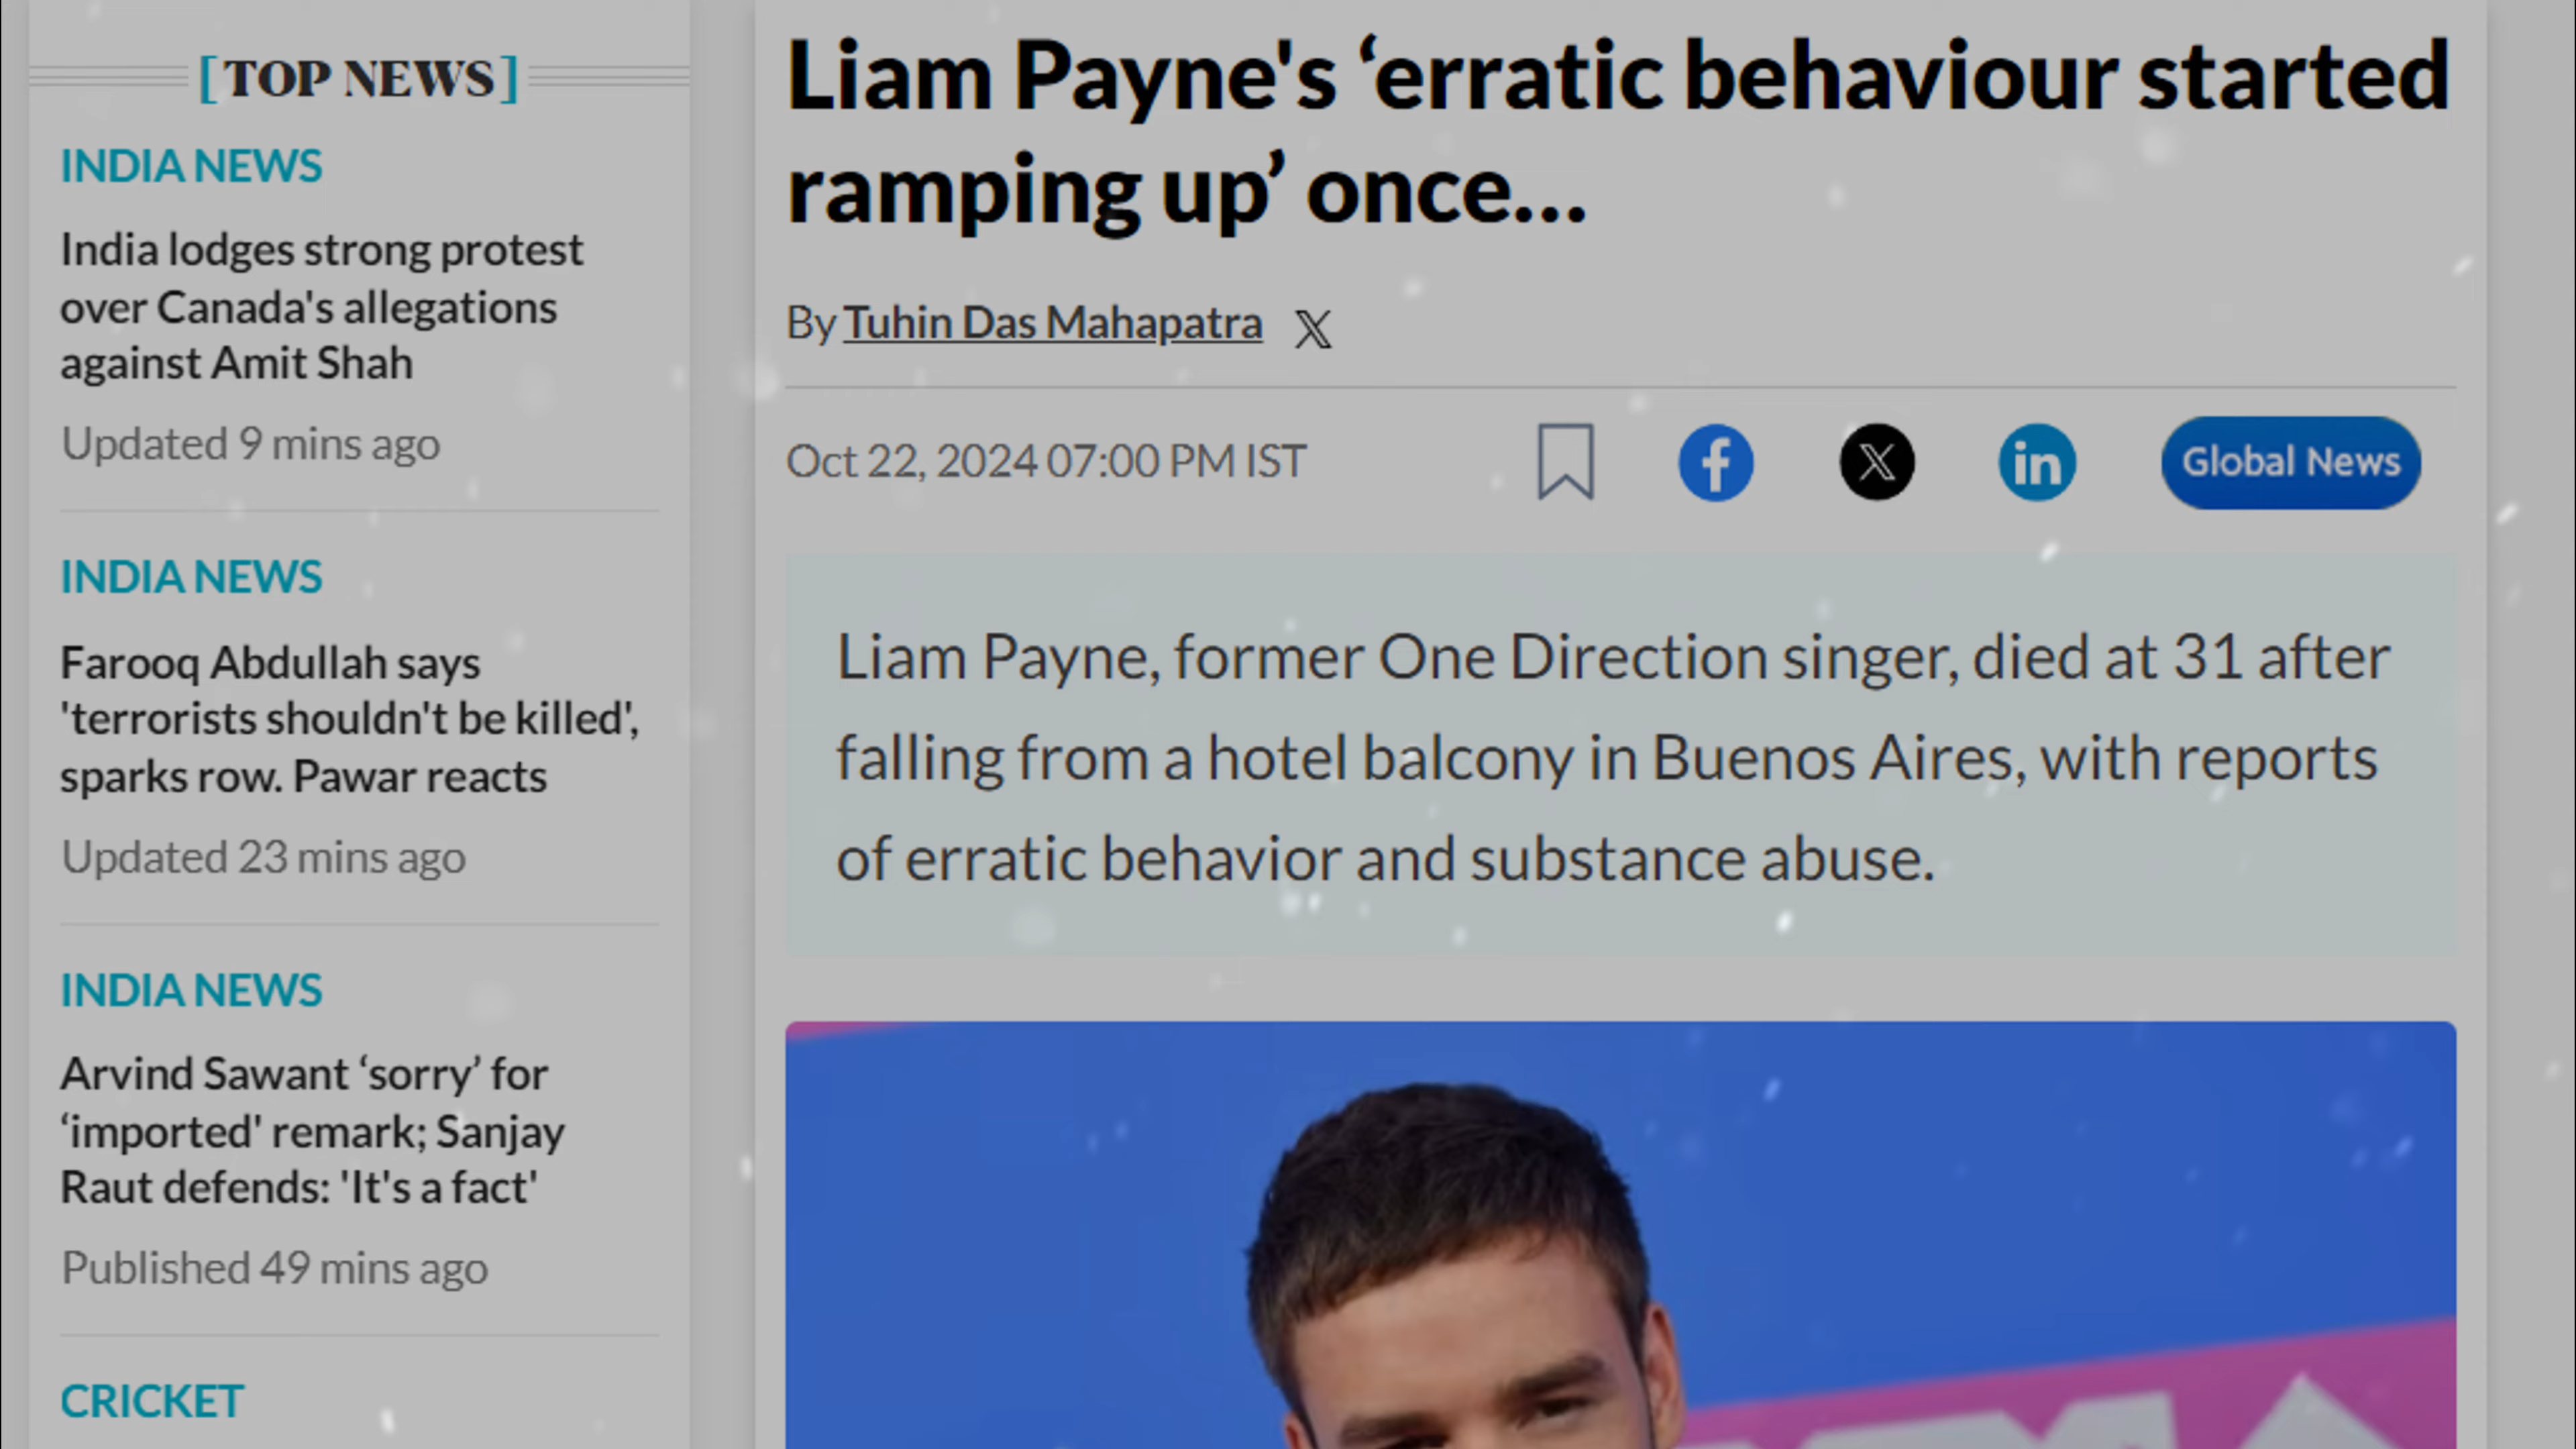 [TOP NEWS]
INDIA NEWS
India lodges strong protest
over Canada's allegations
against Amit Shah
Updated 9 mins ago
INDIA NEWS
Farooq Abdullah says
'terrorists shouldn't be killed',
sparks row. Pawar reacts
Updated 23 mins ago
INDIA NEWS
Arvind Sawant ‘sorry’ for
‘imported' remark; Sanjay
Raut defends: 'It's a fact'
Published 49 mins ago
CRICKET
Liam Payne's ‘erratic behaviour started
ramping up’ once...
By Tuhin Das Mahapatra
Oct 22, 2024 07:00 PM IST
Global News
Liam Payne, former One Direction singer, died at 31 after
falling from a hotel balcony in Buenos Aires, with reports
of erratic behavior and substance abuse.